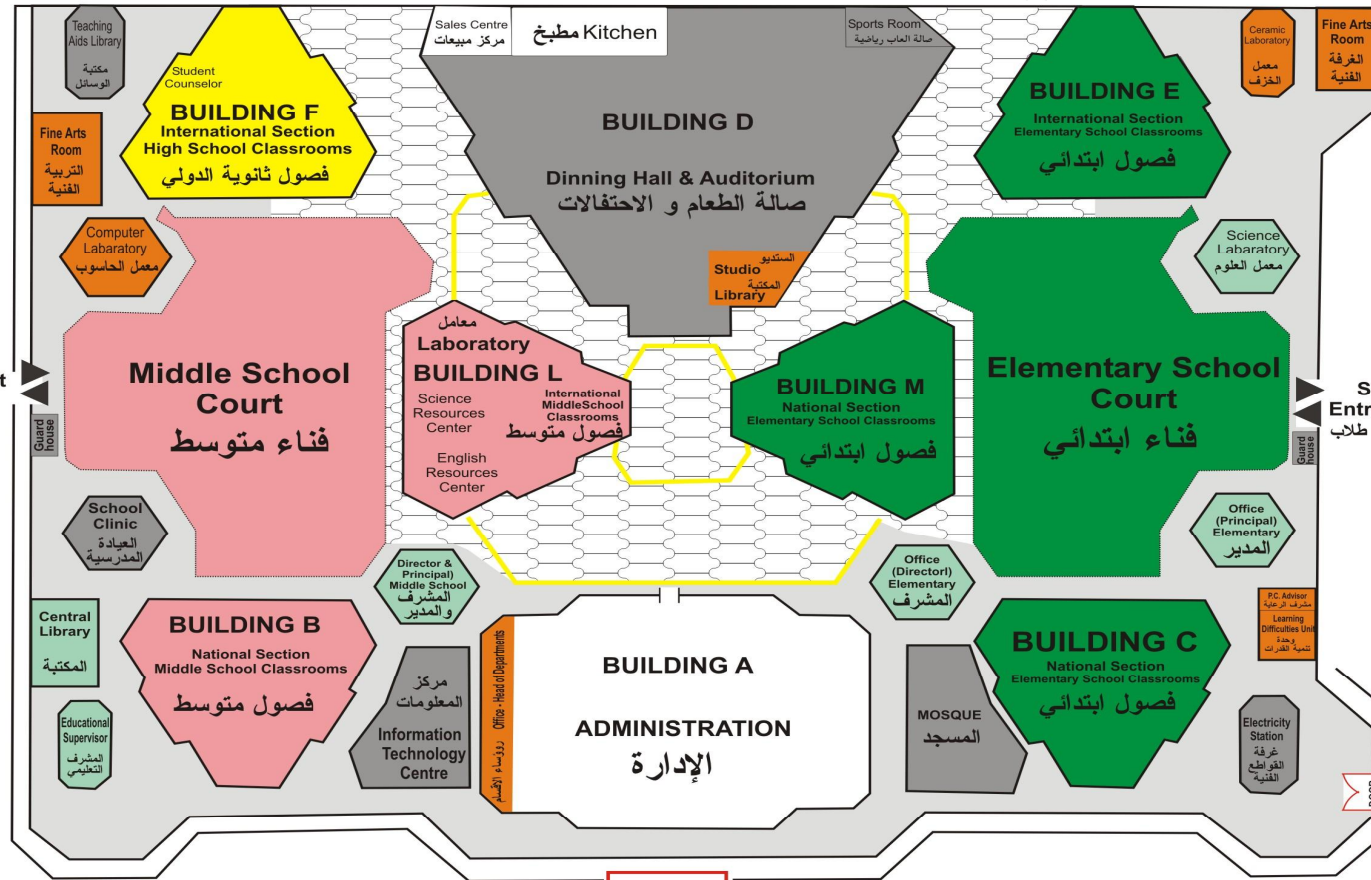 Teaching
Aids Library
مكتبة
الوسائل
Student
Counselor
BUILDING F
International Section
High School Classrooms
فصول ثانوية الدولي
Sales Centre
مركز مبيعات
مطبخ Kitchen
Sports Room
صالة العاب رياضية
BUILDING D
Dinning Hall & Auditorium
صالة الطعام و الاحتفالات
الستديو
Studio
المكتبة
Library
BUILDING E
International Section
Elementary School Classrooms
فصول ابتدائي
Ceramic
Laboratory
معمل
الخزف
Fine Arts
Room
الغرفة
الفنية
Fine Arts
Room
التربية
الفنية
Computer
Labaratory
معمل الحاسوب
Science
Labaratory
معمل العلوم
Middle School
Court
فناء متوسط
معامل
Laboratory
BUILDING L
Science
Resources
Center
International
MiddleSchool
Classrooms
فصول متوسط
English
Resources
Center
BUILDING M
National Section
Elementary School Classrooms
فصول ابتدائي
Elementary School
Court
فناء ابتدائي
Guard
house
طلاب
Guard
house
School
Clinic
العيادة
المدرسية
Director &
Principal)
Middle School
المشرف
والمدير
Office
(Directorl)
Elementary
المشرف
Office
(Principal)
Elementary
المدير
Central
Library
المكتبة
BUILDING B
National Section
Middle School Classrooms
فصول متوسط
مركز
المعلومات
Information
Technology
Centre
Office - Head of Departments
رؤؤساء الاقسام
BUILDING A
ADMINISTRATION
الإدارة
MOSQUE
المسجد
BUILDING C
National Section
Elementary School Classrooms
فصول ابتدائي
P.C. Advisor
مشرف الرعاية
Learning
Difficulties Unit
وحدة
تنمية القدرات
Educational
Supervisor
المشرف
التعليمي
Electricity
Station
غرفة
القواطع
الفنية